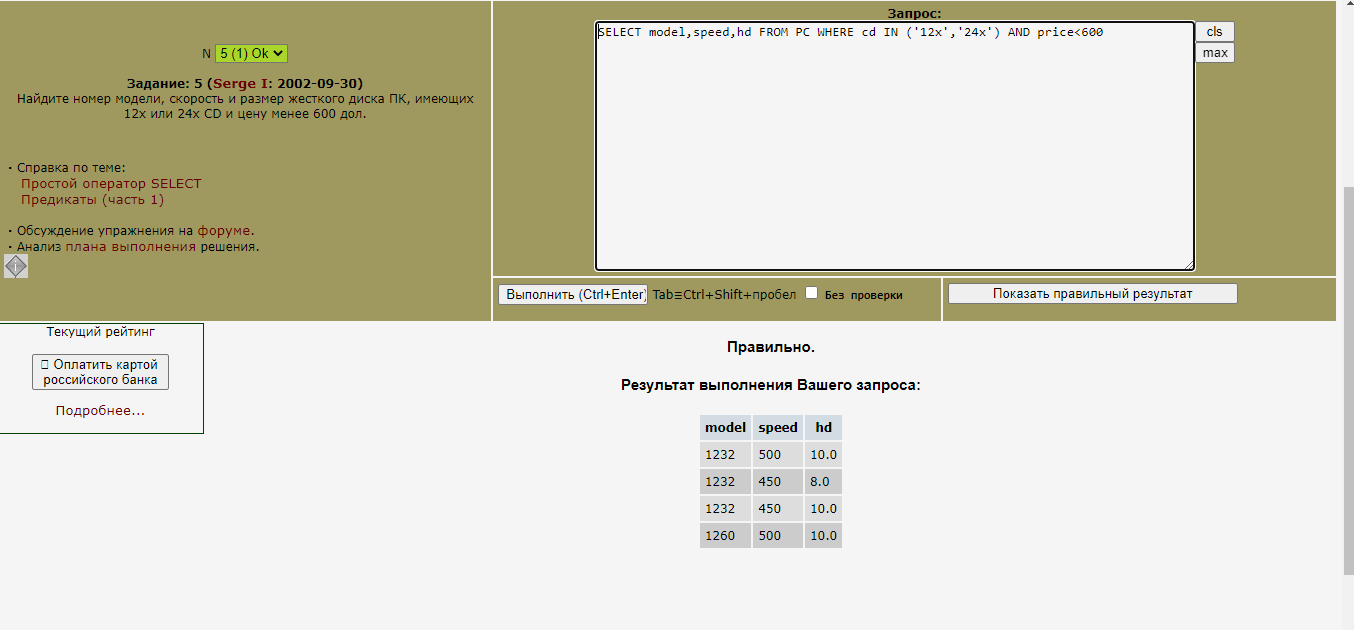 N 5 (1) Ok
Задание: 5 (Serge I: 2002-09-30)
Найдите номер модели, скорость и размер жесткого диска ПК, имеющих
12x или 24x CD и цену менее 600 дол.
· Справка по теме:
Простой оператор SELECT
Предикаты (часть 1)
· Обсуждение упражнения на форуме.
· Анализ плана выполнения решения.
Запрос:
SELECT model,speed,hd FROM PC WHERE cd IN ('12x','24x') AND price<600
cls
max
Выполнить (Ctrl+Enter) Tab≡Ctrl+Shift+пробел Без проверки
Показать правильный результат
Текущий рейтинг
Оплатить картой
российского банка
Подробнее...
Правильно.
Результат выполнения Вашего запроса:
model speed hd
1232 500 10.0
1232 450 8.0
1232 450 10.0
1260 500 10.0